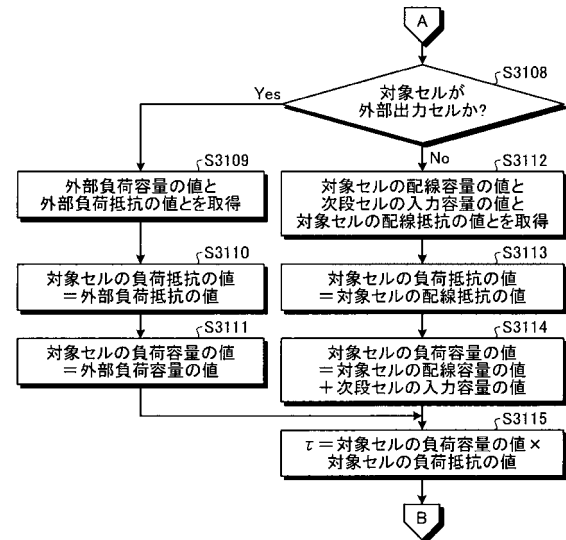 A
S3108
対象セルが
外部出力セルか?
Yes
No
S3109
外部負荷容量の値と
外部負荷抵抗の値とを取得
S3110
対象セルの負荷抵抗の値
=外部負荷抵抗の値
S3111
対象セルの負荷容量の値
=外部負荷容量の値
S3112
対象セルの配線容量の値と
次段セルの入力容量の値と
対象セルの配線抵抗の値とを取得
S3113
対象セルの負荷抵抗の値
=対象セルの配線抵抗の値
S3114
対象セルの負荷容量の値
=対象セルの配線容量の値
+次段セルの入力容量の値
S3115
τ=対象セルの負荷容量の値×
対象セルの負荷抵抗の値
B